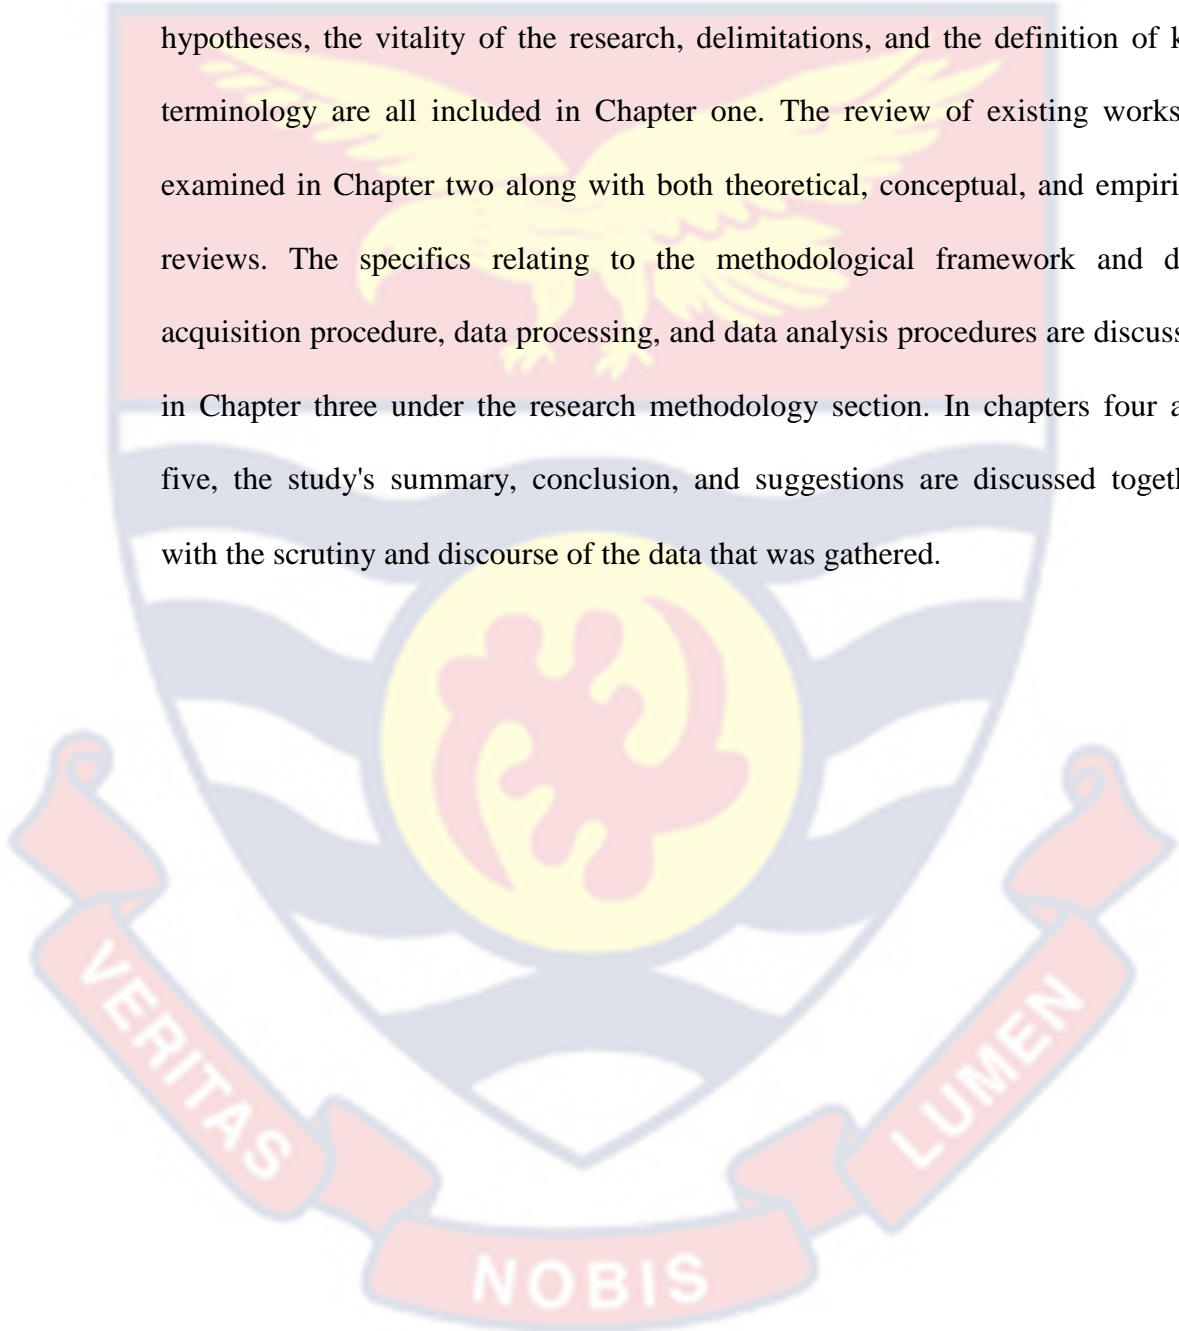 hypotheses, the vitality of the research, delimitations, and the definition of k
terminology are all included in Chapter one. The review of existing works
examined in Chapter two along with both theoretical, conceptual, and empiri
reviews. The specifics relating to the methodological framework and d
acquisition procedure, data processing, and data analysis procedures are discuss
in Chapter three under the research methodology section. In chapters four a
five, the study's summary, conclusion, and suggestions are discussed togeth
with the scrutiny and discourse of the data that was gathered.
VERITAS
NOBIS
LUMEN